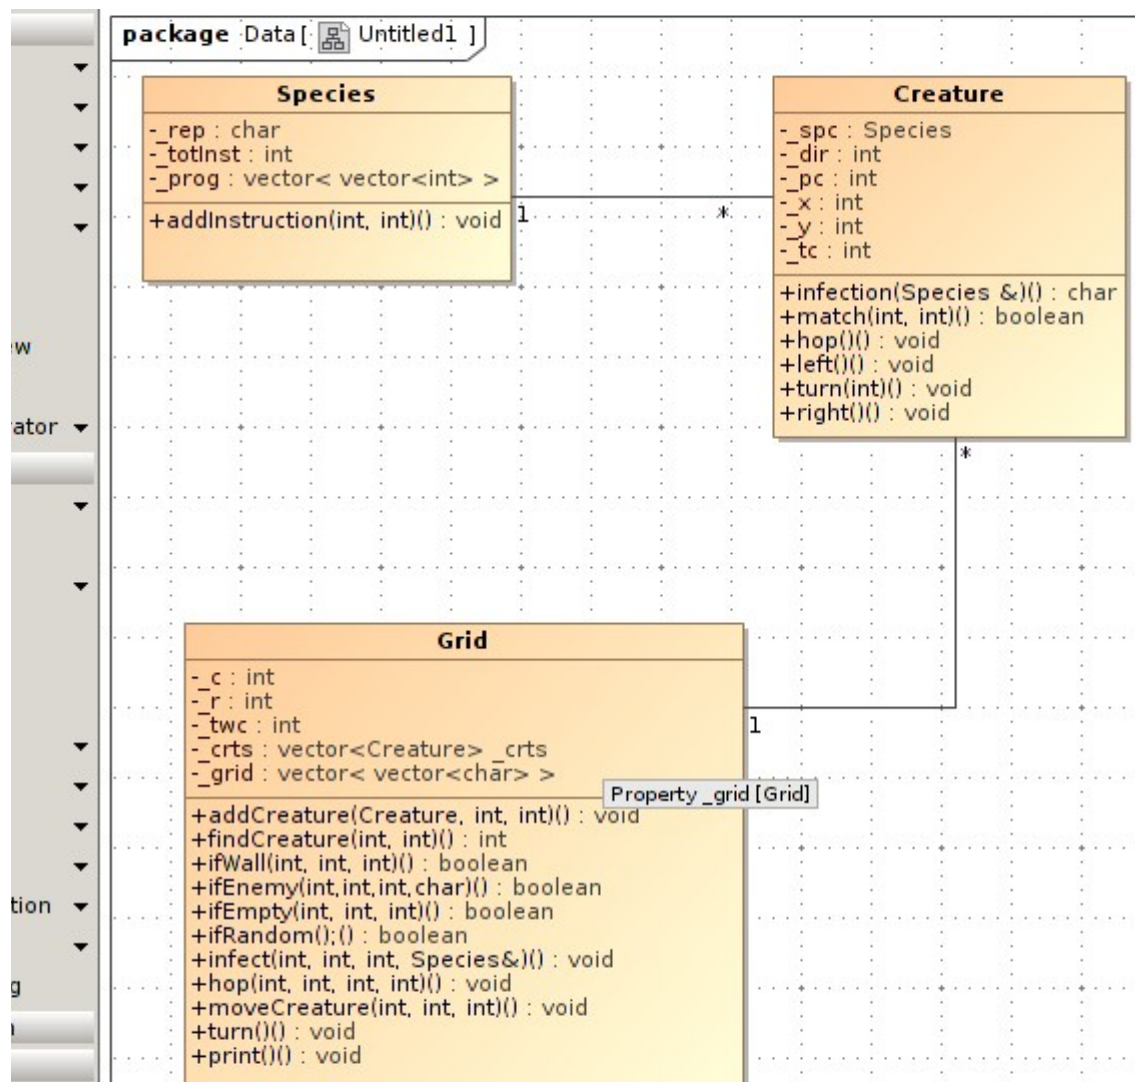 package Data [ Untitled1 ]
Species
-_rep : char
-_totInst : int
-_prog : vector< vector<int> >
+addInstruction(int, int)() : void
1
*
Creature
-_spc : Species
-_dir : int
-_pc : int
-_x : int
-_y : int
-_tc : int
+infection(Species &)() : char
+match(int, int)() : boolean
+hop()() : void
+left()() : void
+turn(int)() : void
+right()() : void
*
ew
ator
Grid
-_c : int
-_r : int
-_twc : int
-_crts : vector<Creature> _crts
-_grid : vector< vector<char> >
1
Property _grid [Grid]
+addCreature(Creature, int, int)() : void
+findCreature(int, int)() : int
+ifWall(int, int, int)() : boolean
+ifEnemy(int,int,int,char)() : boolean
+ifEmpty(int, int, int)() : boolean
+ifRandom();() : boolean
+infect(int, int, int, Species&)() : void
+hop(int, int, int, int)() : void
+moveCreature(int, int, int)() : void
+turn()() : void
+print()() : void
tion
g